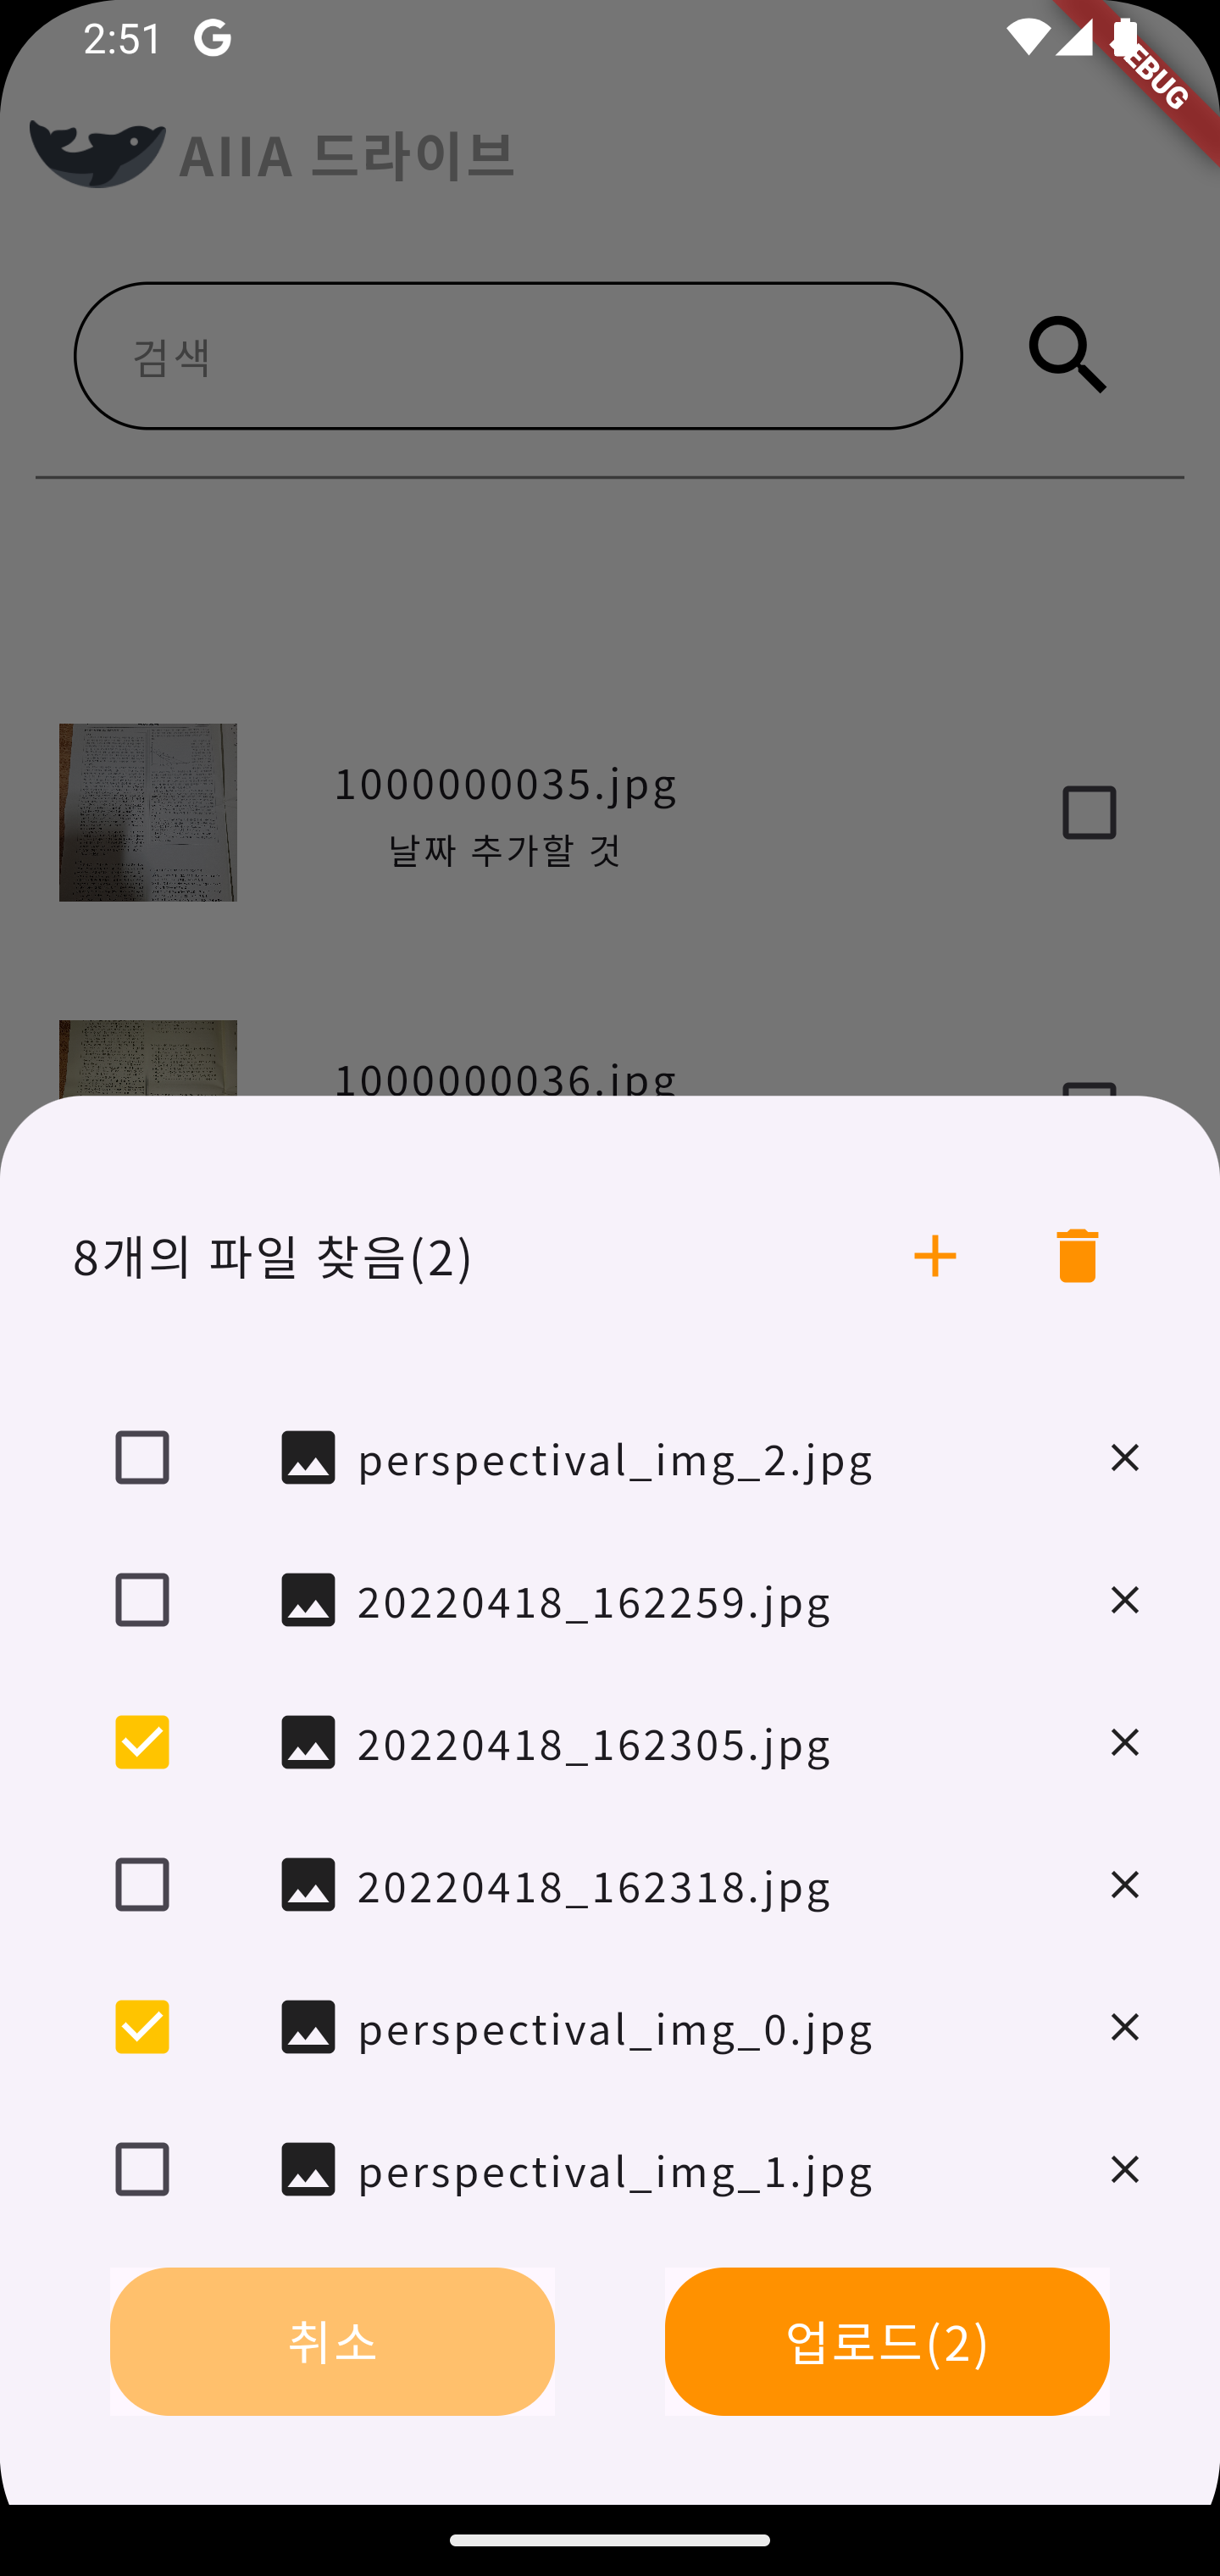 2:51
DEBUG
AIIA 드라이브
검색
1000000035.jpg
날짜 추가할 것
1000000036.jpg
8개의 파일 찾음(2)
perspectival_img_2.jpg
20220418_162259.jpg
20220418_162305.jpg
20220418_162318.jpg
perspectival_img_0.jpg
perspectival_img_1.jpg
취소
업로드(2)